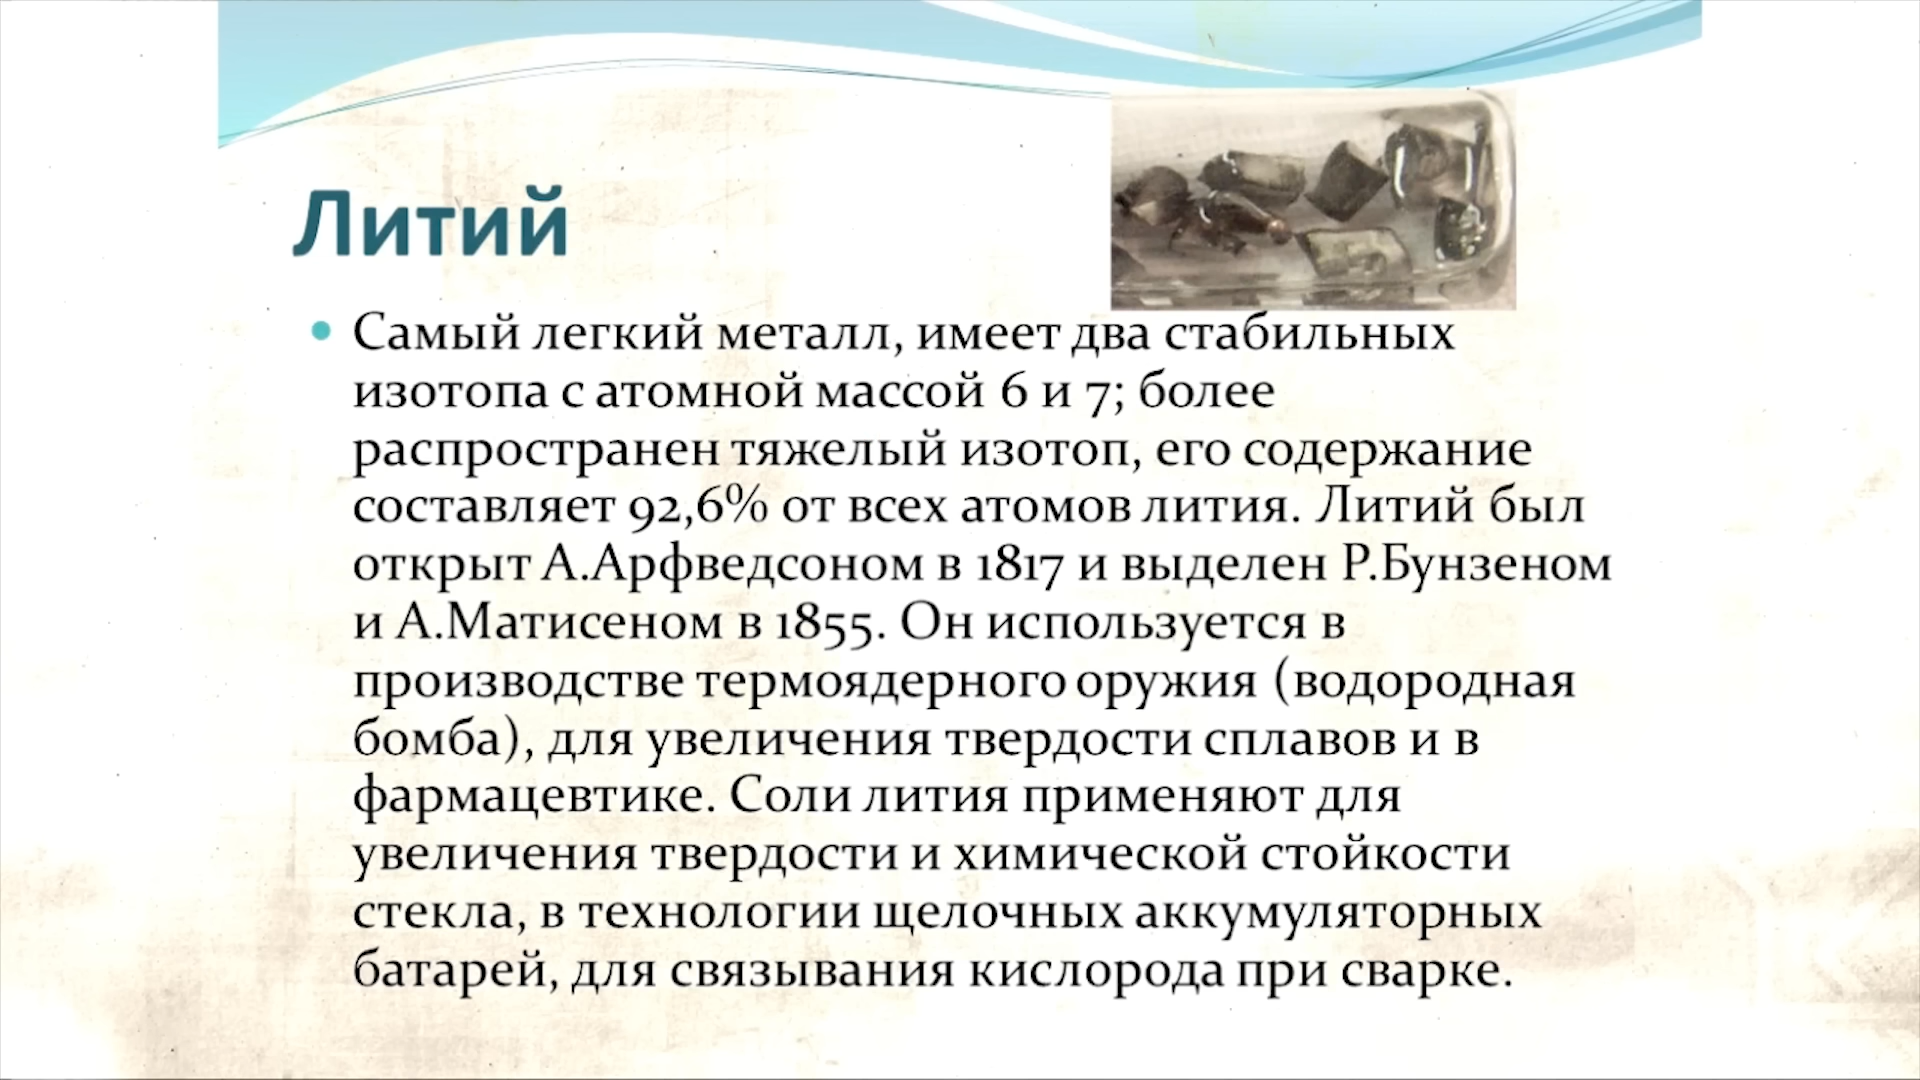 Литий
• Самый легкий металл, имеет два стабильных
изотопа с атомной массой 6 и 7; более
распространен тяжелый изотоп, его содержание
составляет 92,6% от всех атомов лития. Литий был
открыт А.Арфведсоном в 1817 и выделен Р.Бунзеном
и А.Матисеном в 1855. Он используется в
производстве термоядерного оружия (водородная
бомба), для увеличения твердости сплавов и в
фармацевтике. Соли лития применяют для
увеличения твердости и химической стойкости
стекла, в технологии щелочных аккумуляторных
батарей, для связывания кислорода при сварке.